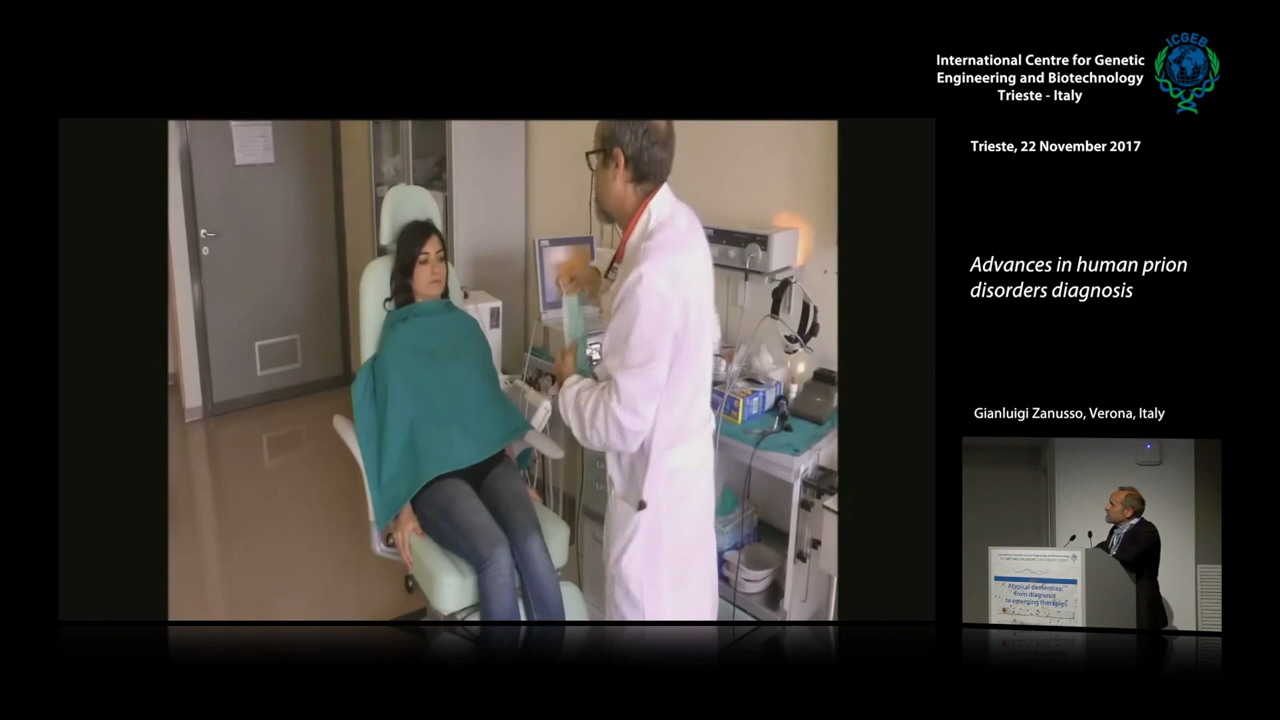 ICGEB
International Centre for Genetic
Engineering and Biotechnology
Trieste - Italy
Trieste, 22 November 2017
Advances in human prion
disorders diagnosis
Gianluigi Zanusso, Verona, Italy
Atypical dementias:
from diagnosis
to emerging therapies